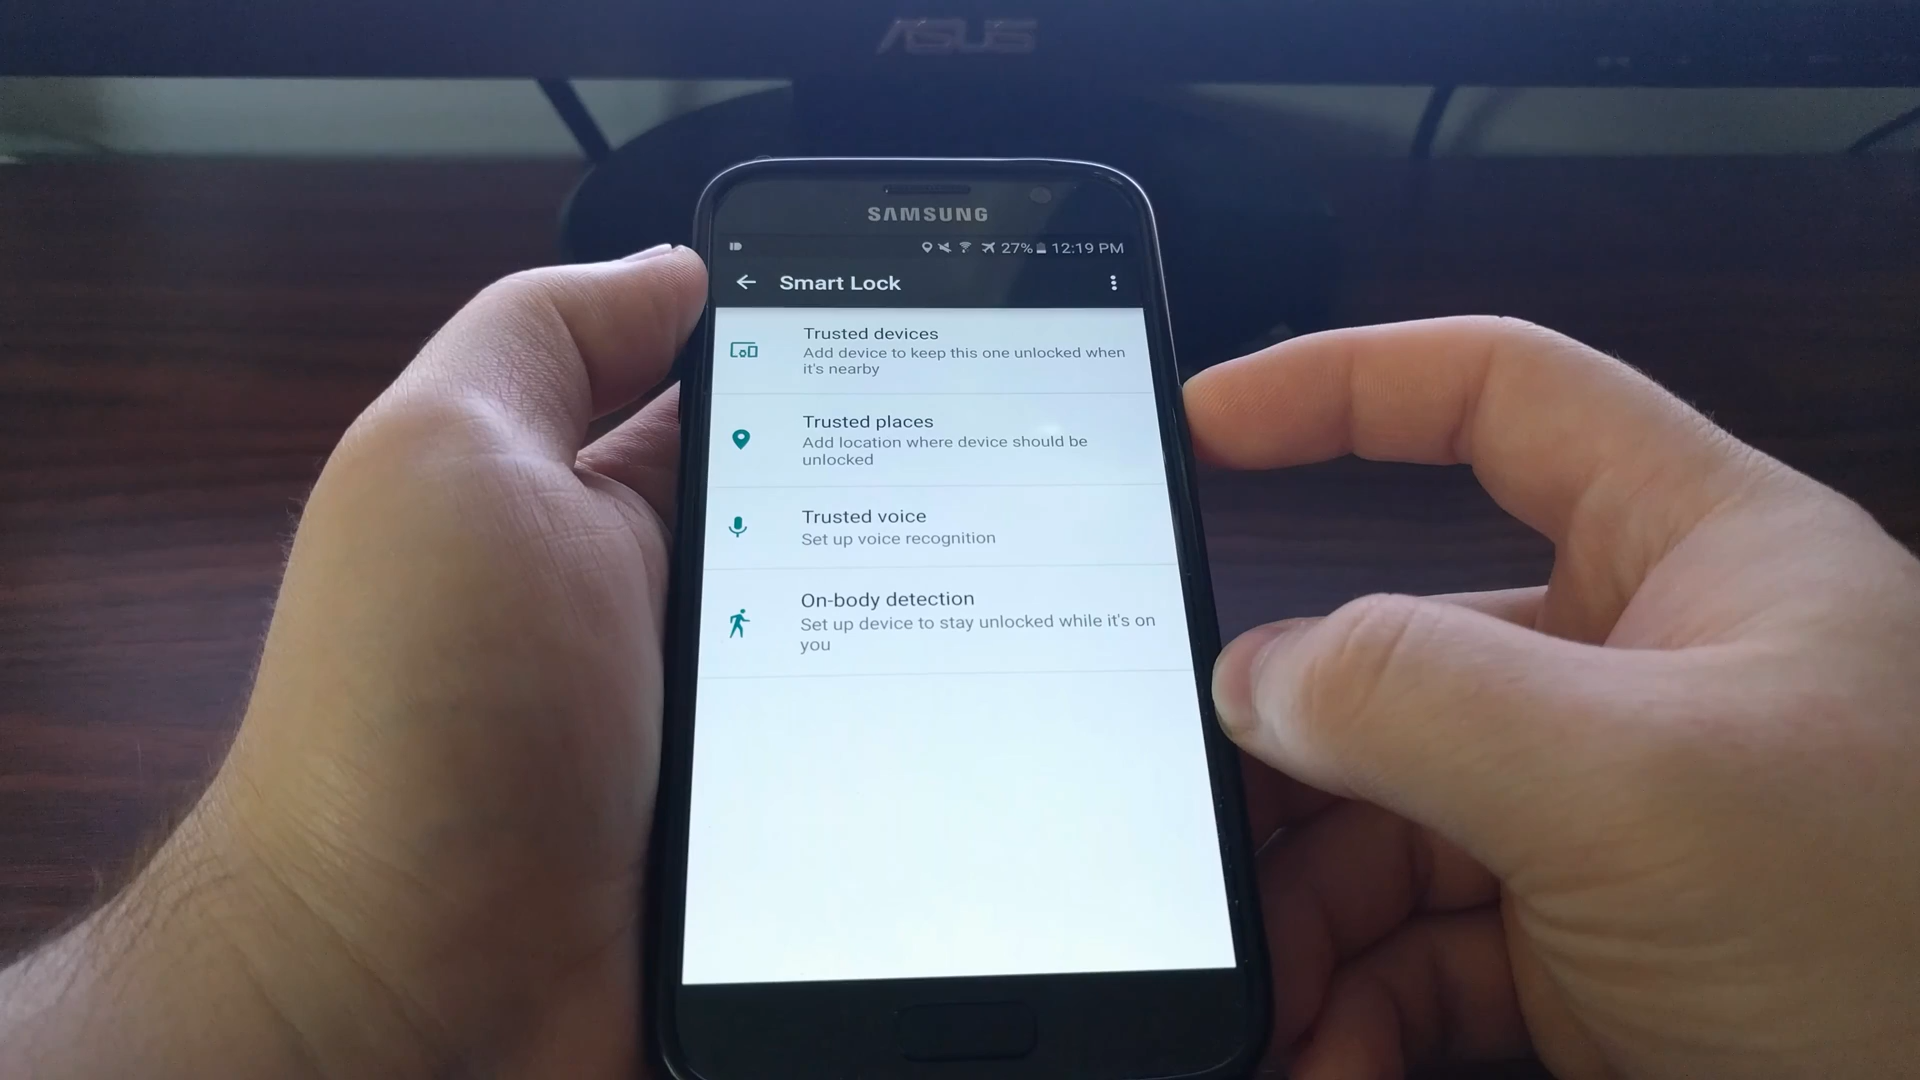 ASUS
SAMSUNG
27% 12:19 PM
Smart Lock
Trusted devices
Add device to keep this one unlocked when
it's nearby
Trusted places
Add location where device should be
unlocked
Trusted voice
Set up voice recognition
On-body detection
Set up device to stay unlocked while it's on
you